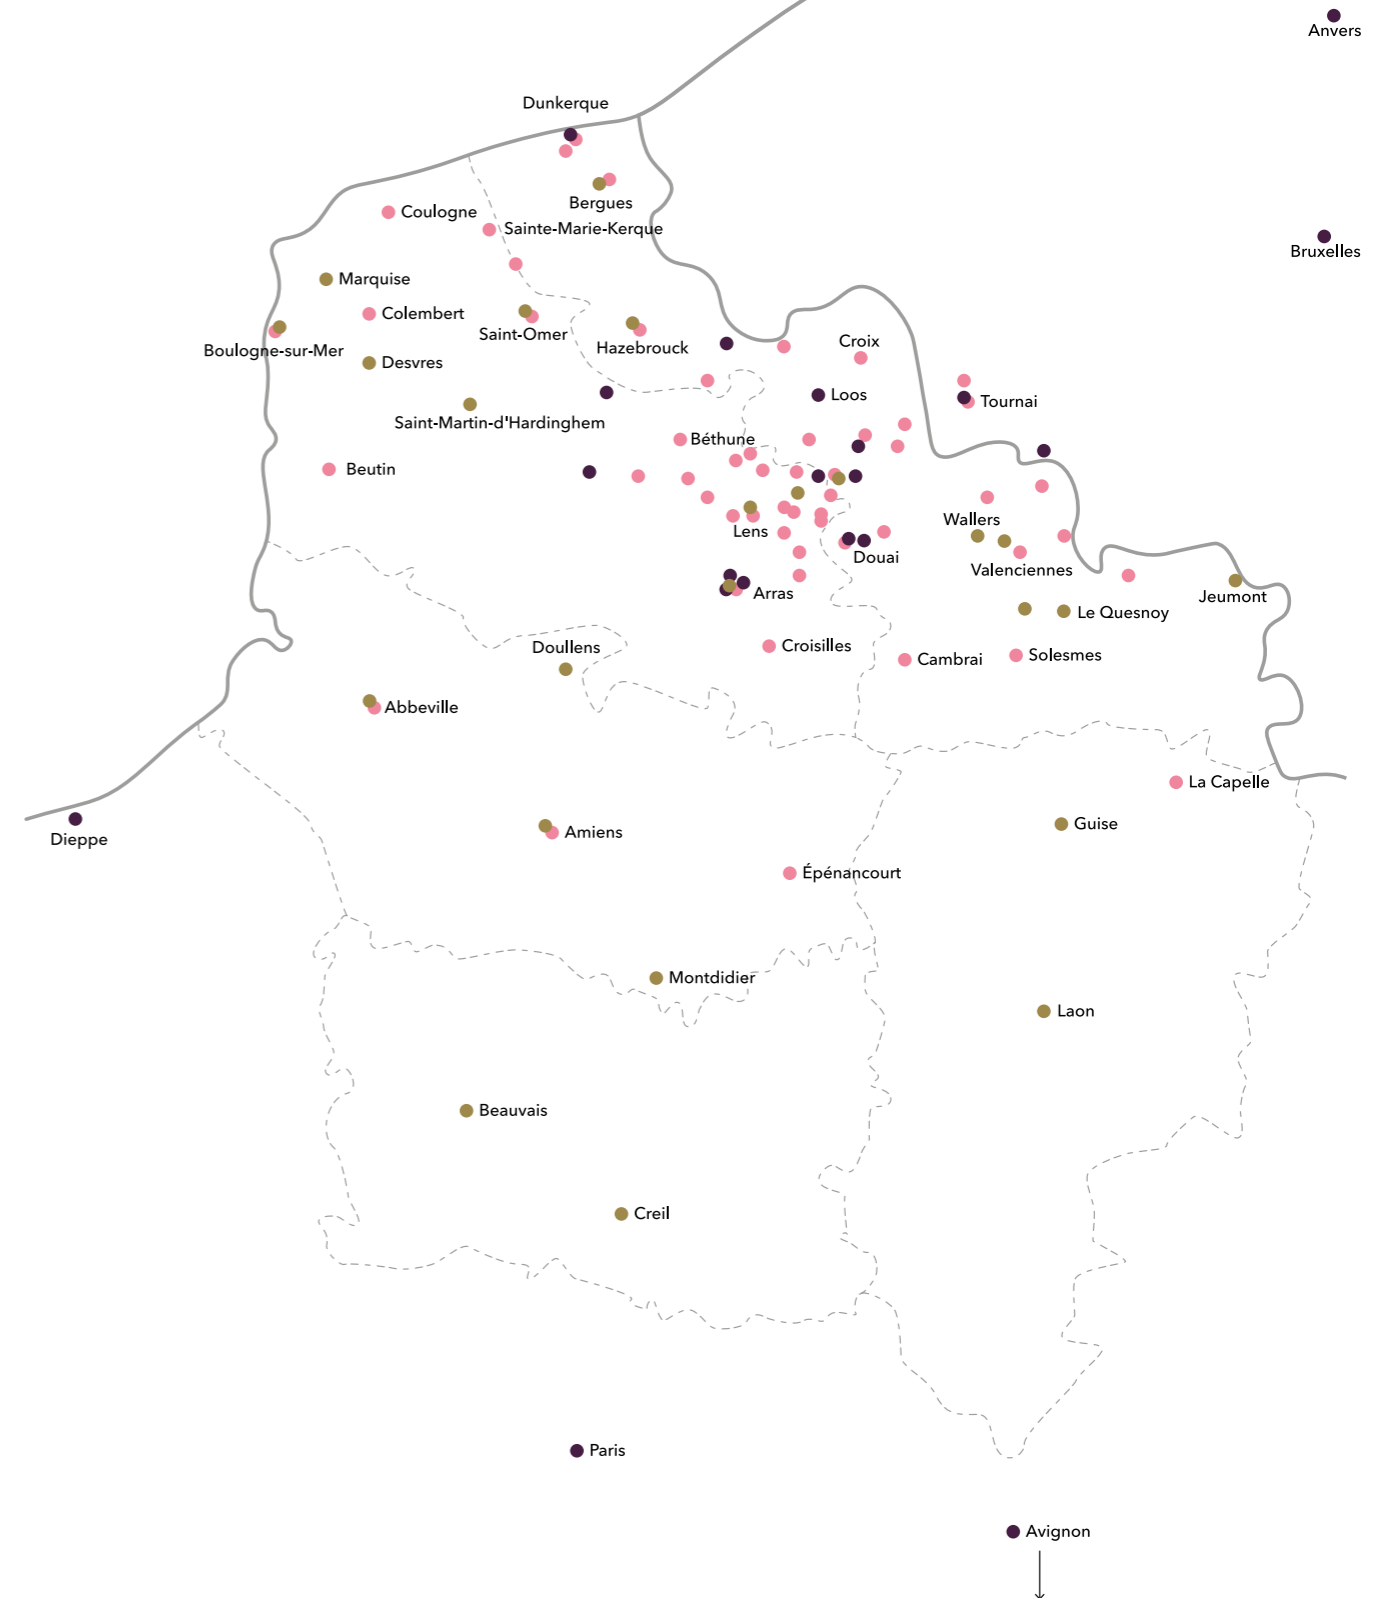 Anvers
Dunkerque
Bergues
Coulogne
Sainte-Marie-Kerque
Bruxelles
Marquise
Colembert
Saint-Omer
Croix
Hazebrouck
Boulogne-sur-Mer
Desvres
Loos
Tournai
Saint-Martin-d'Hardinghem
Béthune
Beutin
Wallers
Lens
Douai
Valenciennes
Arras
Jeumont
Le Quesnoy
Croisilles
Doullens
Solesmes
Cambrai
Abbeville
La Capelle
Guise
Amiens
Dieppe
Épénancourt
Montdidier
Laon
Beauvais
Creil
Paris
Avignon